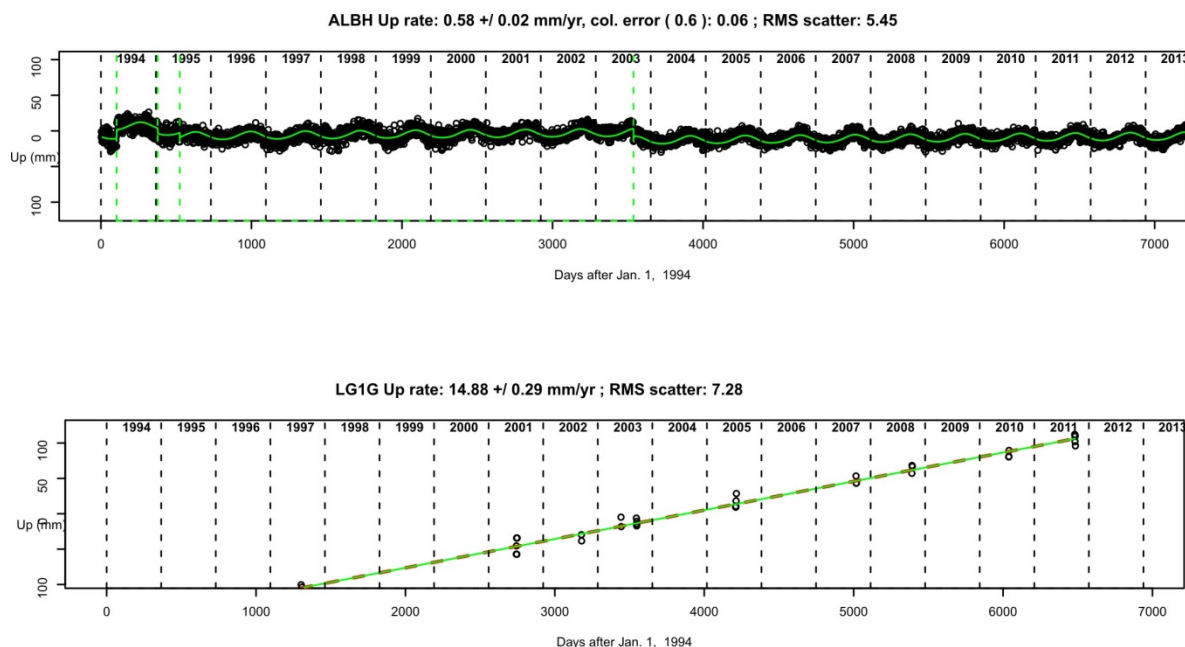 ALBH Up rate: 0.58 +/ 0.02 mm/yr, col. error ( 0.6 ): 0.06 ; RMS scatter: 5.45
1994 1995 1996 1997 1998 1999 2000 2001 2002 2003 2004 2005 2006 2007 2008 2009 2010 2011 2012 2013
100
50
0
Up (mm)
100
0 1000 2000 3000 4000 5000 6000 7000
Days after Jan. 1, 1994
LG1G Up rate: 14.88 +/ 0.29 mm/yr ; RMS scatter: 7.28
1994 1995 1996 1997 1998 1999 2000 2001 2002 2003 2004 2005 2006 2007 2008 2009 2010 2011 2012 2013
100
50
Up (mm)
100
0 1000 2000 3000 4000 5000 6000 7000
Days after Jan. 1, 1994